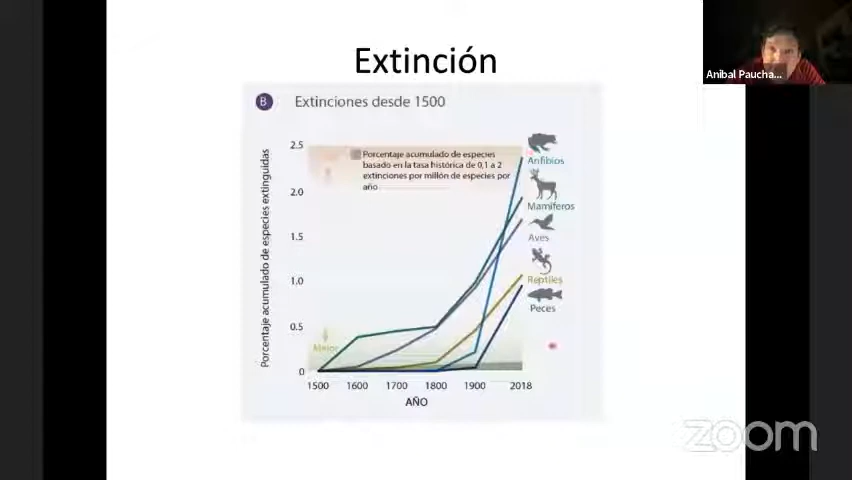 Extinción
Anibal Paucha...
B Extinciones desde 1500
Porcentaje acumulado de especies extinguidas
2.5
2.0
1.5
1.0
0.5
0
Porcentaje acumulado de especies
basado en la tasa histórica de 0,1 a 2
extinciones por millón de especies por
año
Anfibios
Mamíferos
Aves
Reptiles
Peces
Mejor
1500 1600 1700 1800 1900 2018
AÑO
zoom